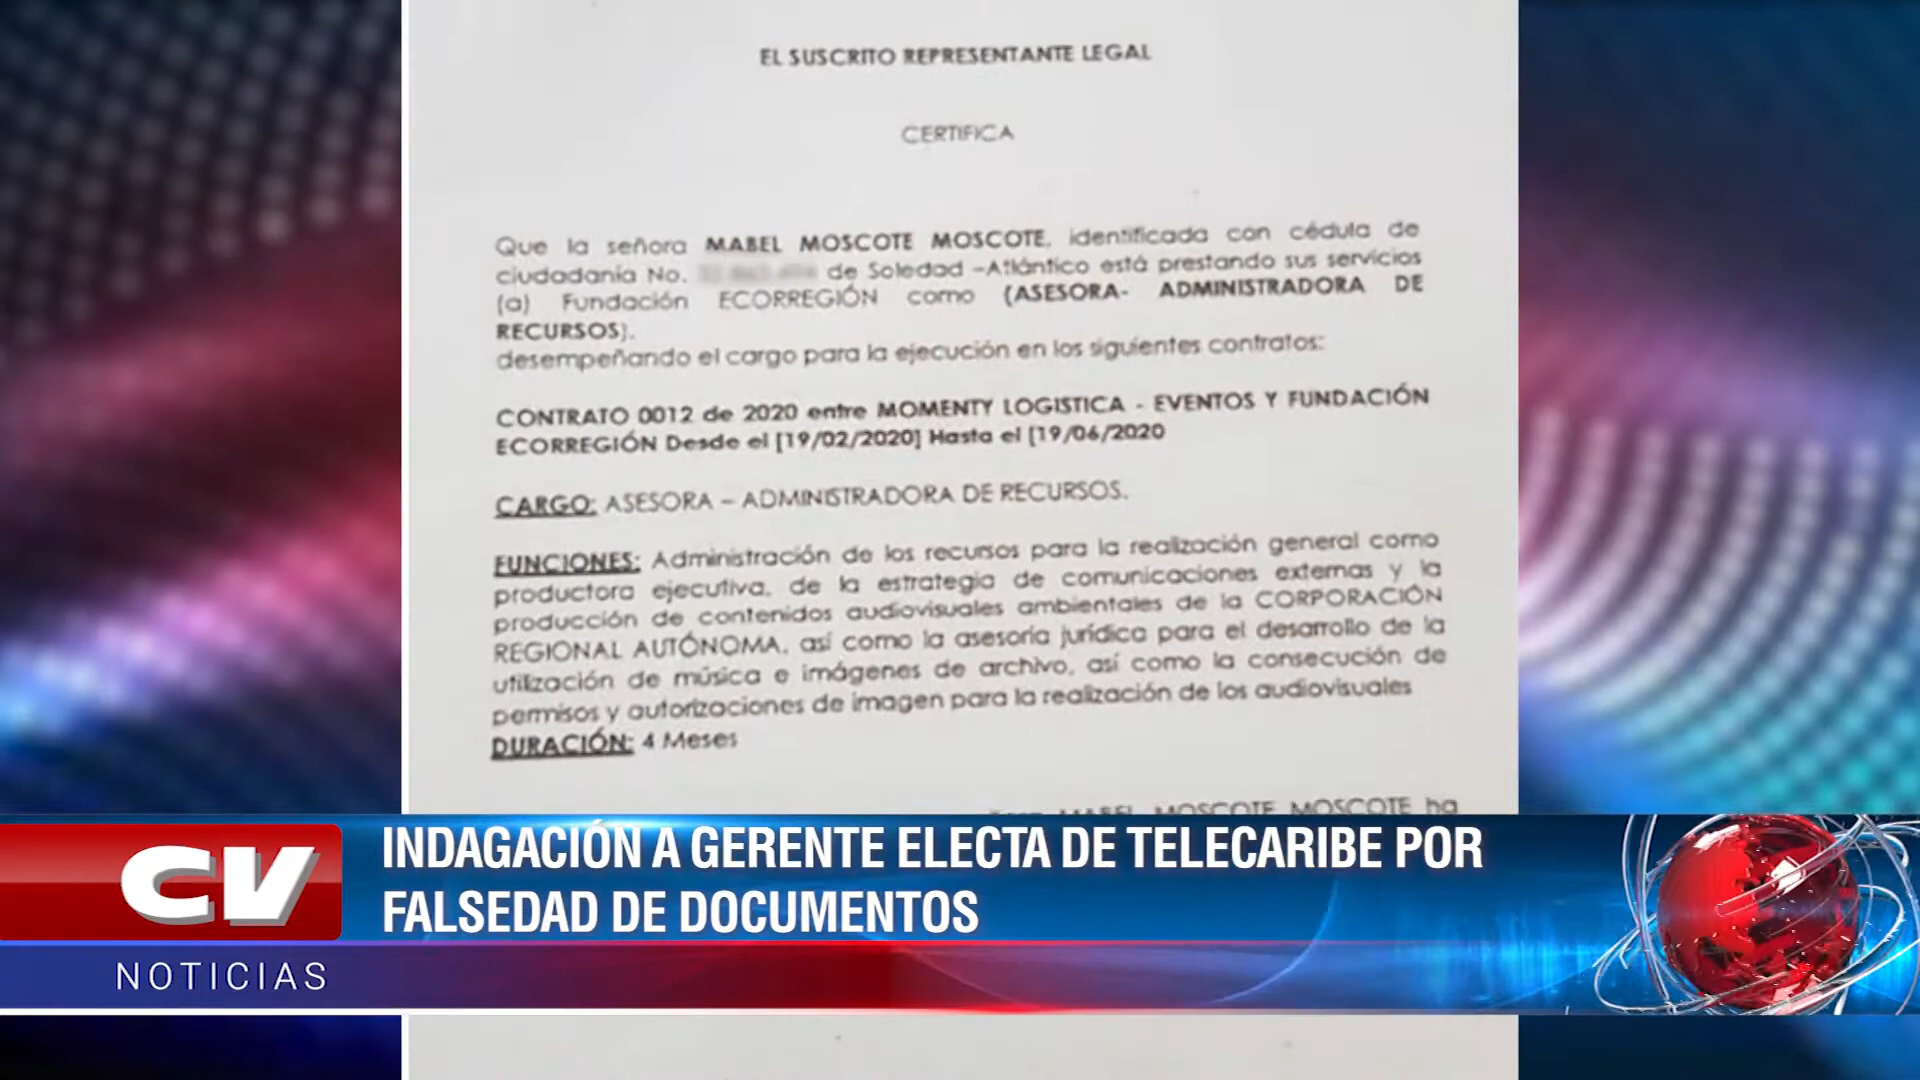 EL SUSCRITO REPRESENTANTE LEGAL
CERTIFICA
Que la señora MABEL MOSCOTE MOSCOTE, identificada con cédula de
ciudadanía No. de Soledad -Atlántico está prestando sus servicios
(a) Fundación ECORREGIÓN como (ASESORA- ADMINISTRADORA DE
RECURSOS).
desempeñando el cargo para la ejecución en los siguientes contratos:
CONTRATO 0012 de 2020 entre MOMENTY LOGISTICA - EVENTOS Y FUNDACIÓN
ECORREGIÓN Desde el [19/02/2020] Hasta el [19/06/2020
CARGO: ASESORA – ADMINISTRADORA DE RECURSOS.
FUNCIONES: Administración de los recursos para la realización general como
productora ejecutiva, de la estrategia de comunicaciones externas y la
producción de contenidos audiovisuales ambientales de la CORPORACIÓN
REGIONAL AUTÓNOMA, así como la asesoría jurídica para el desarrollo de la
utilización de música e imágenes de archivo, así como la consecución de
permisos y autorizaciones de imagen para la realización de los audiovisuales
DURACIÓN: 4 Meses
MABEL MOSCOTE MOSCOTE ha
CV
NOTICIAS
INDAGACIÓN A GERENTE ELECTA DE TELECARIBE POR
FALSEDAD DE DOCUMENTOS